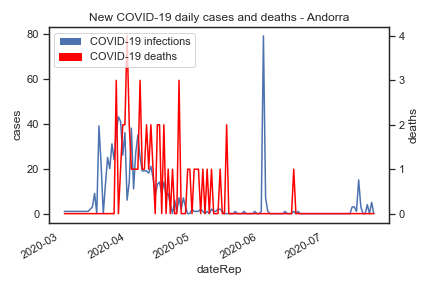 New COVID-19 daily cases and deaths - Andorra
COVID-19 infections
COVID-19 deaths
80
60
40
20
0
cases
4
3
2
1
0
deaths
2020-03
2020-04
2020-05
2020-06
2020-07
dateRep